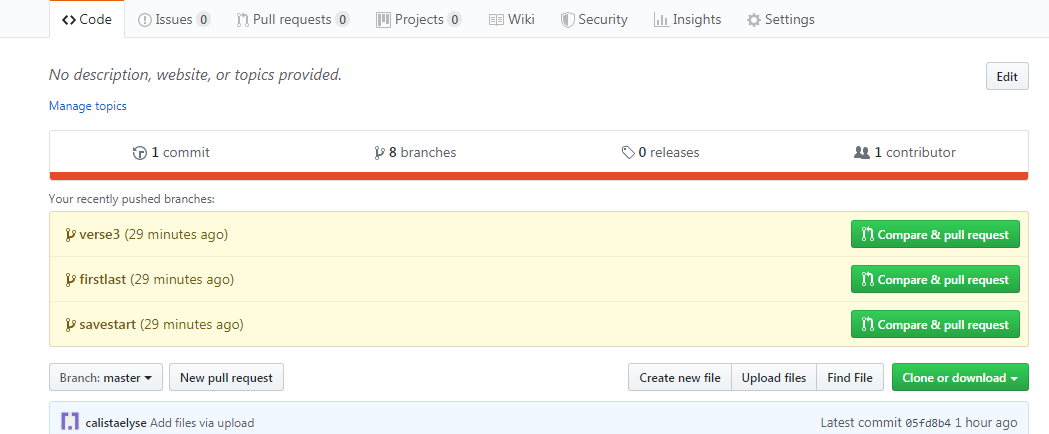 Code Issues 0 Pull requests 0 Projects 0 Wiki Security Insights Settings
No description, website, or topics provided. Edit
Manage topics
1 commit 8 branches 0 releases 1 contributor
Your recently pushed branches:
verse3 (29 minutes ago) Compare & pull request
firstlast (29 minutes ago) Compare & pull request
savestart (29 minutes ago) Compare & pull request
Branch: master New pull request Create new file Upload files Find File Clone or download
calistaelyse Add files via upload Latest commit 05fd8b4 1 hour ago